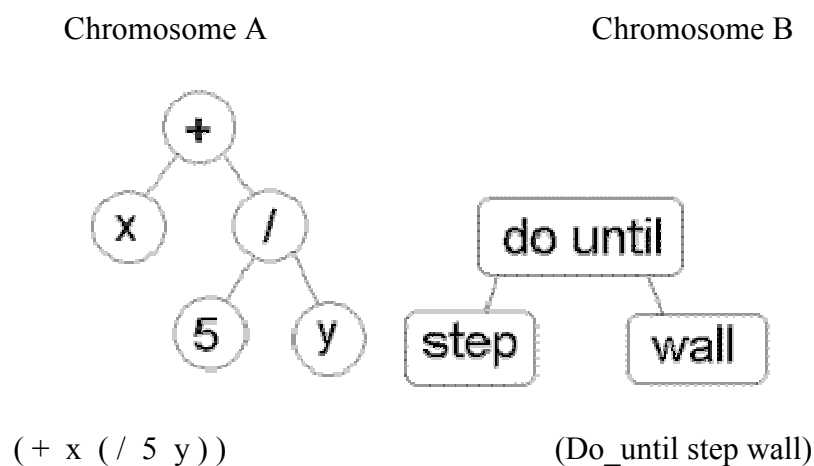 Chromosome A Chromosome B
+
x /
do until
5 y step wall
( + x ( / 5 y ) ) (Do_until step wall)